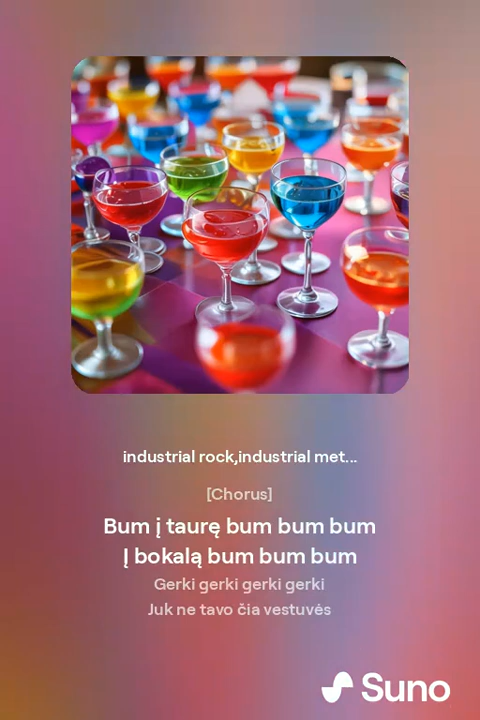 industrial rock,industrial met...
[Chorus]
Bum į taurę bum bum bum
Į bokalą bum bum bum
Gerki gerki gerki gerki
Juk ne tavo čia vestuvės
Suno